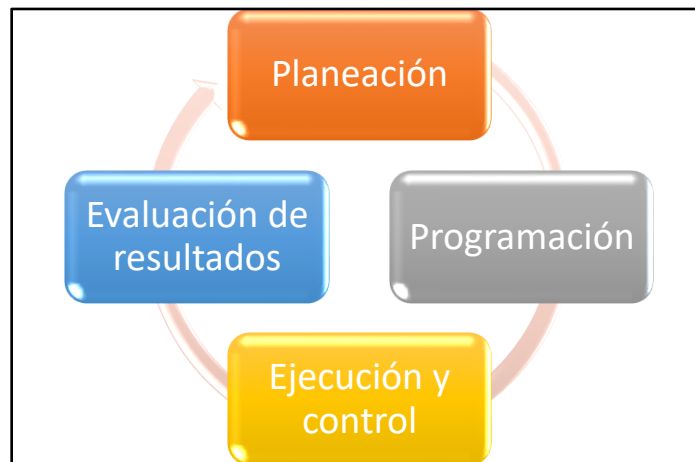 Planeación
Programación
Ejecución y
control
Evaluación de
resultados